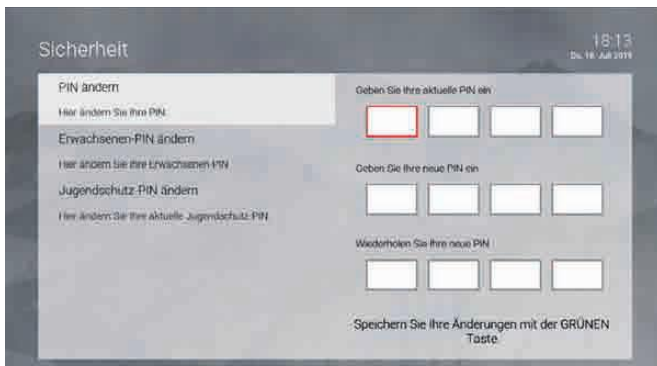 Sicherheit
18:13
Do, 18. Juli 2019
PIN ändern
Hier ändern Sie Ihre PIN.
Erwachsenen-PIN ändern
Hier ändern Sie Ihre Erwachsenen-PIN
Jugendschutz-PIN ändern
Hier ändern Sie Ihre aktuelle Jugendschutz-PIN
Geben Sie Ihre aktuelle PIN ein
Geben Sie Ihre neue PIN ein
Wiederholen Sie Ihre neue PIN
Speichern Sie Ihre Änderungen mit der GRÜNEN
Taste